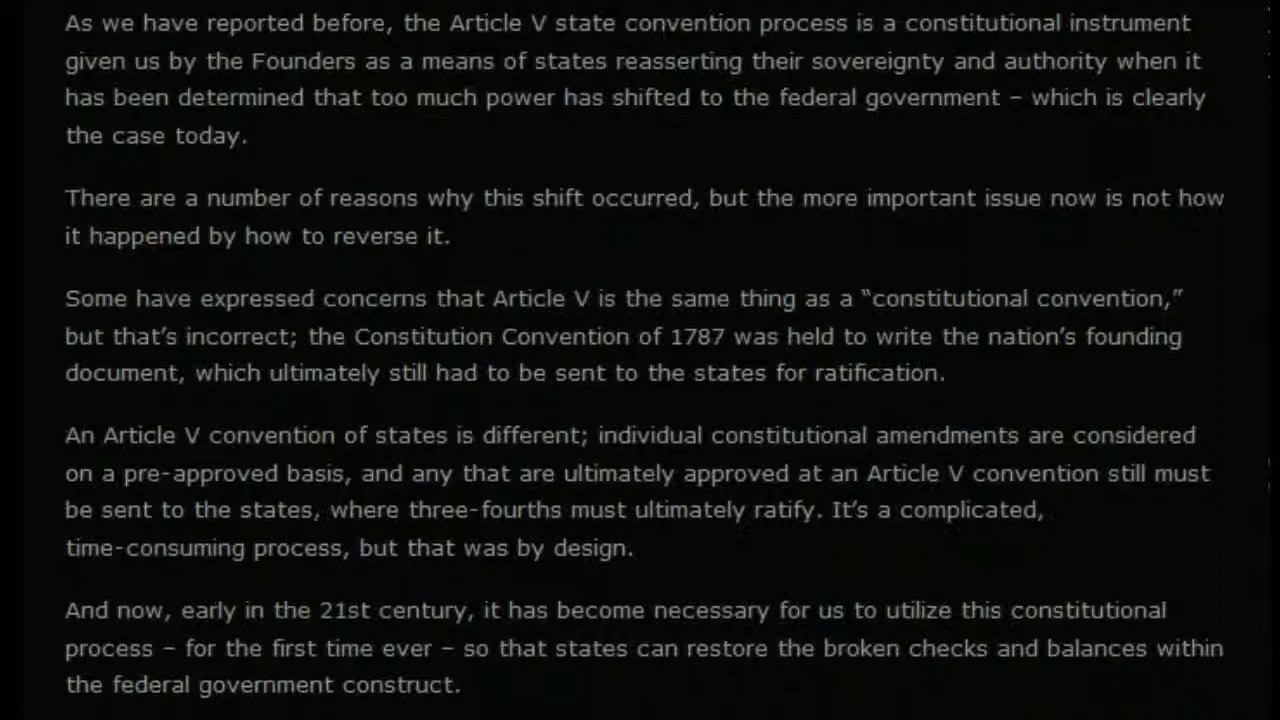 As we have reported before, the Article V state convention process is a constitutional instrument
given us by the Founders as a means of states reasserting their sovereignty and authority when it
has been determined that too much power has shifted to the federal government – which is clearly
the case today.
There are a number of reasons why this shift occurred, but the more important issue now is not how
it happened by how to reverse it.
Some have expressed concerns that Article V is the same thing as a “constitutional convention,”
but that’s incorrect; the Constitution Convention of 1787 was held to write the nation’s founding
document, which ultimately still had to be sent to the states for ratification.
An Article V convention of states is different; individual constitutional amendments are considered
on a pre-approved basis, and any that are ultimately approved at an Article V convention still must
be sent to the states, where three-fourths must ultimately ratify. It’s a complicated,
time-consuming process, but that was by design.
And now, early in the 21st century, it has become necessary for us to utilize this constitutional
process – for the first time ever – so that states can restore the broken checks and balances within
the federal government construct.